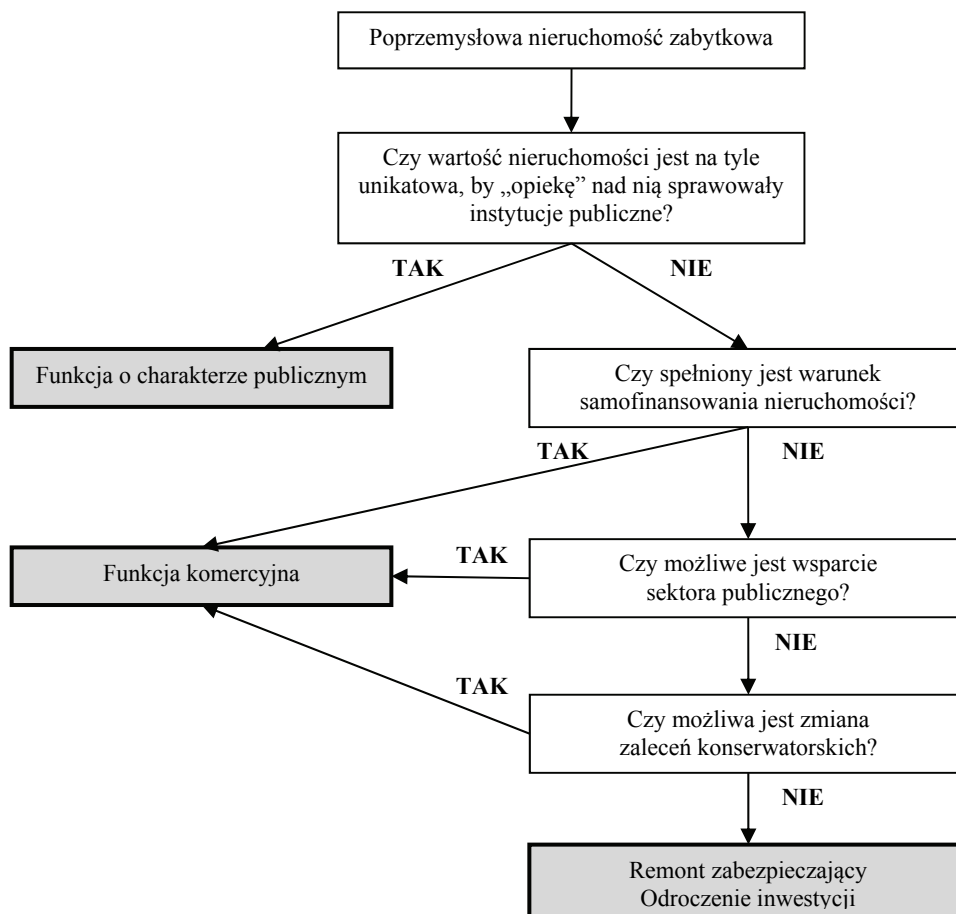 Poprzemysłowa nieruchomość zabytkowa
Czy wartość nieruchomości jest na tyle
unikatowa, by „opiekę” nad nią sprawowały
instytucje publiczne?
TAK
NIE
Funkcja o charakterze publicznym
Czy spełniony jest warunek
samofinansowania nieruchomości?
TAK
NIE
Funkcja komercyjna
TAK
Czy możliwe jest wsparcie
sektora publicznego?
NIE
TAK
Czy możliwa jest zmiana
zaleceń konserwatorskich?
NIE
Remont zabezpieczający
Odroczenie inwestycji